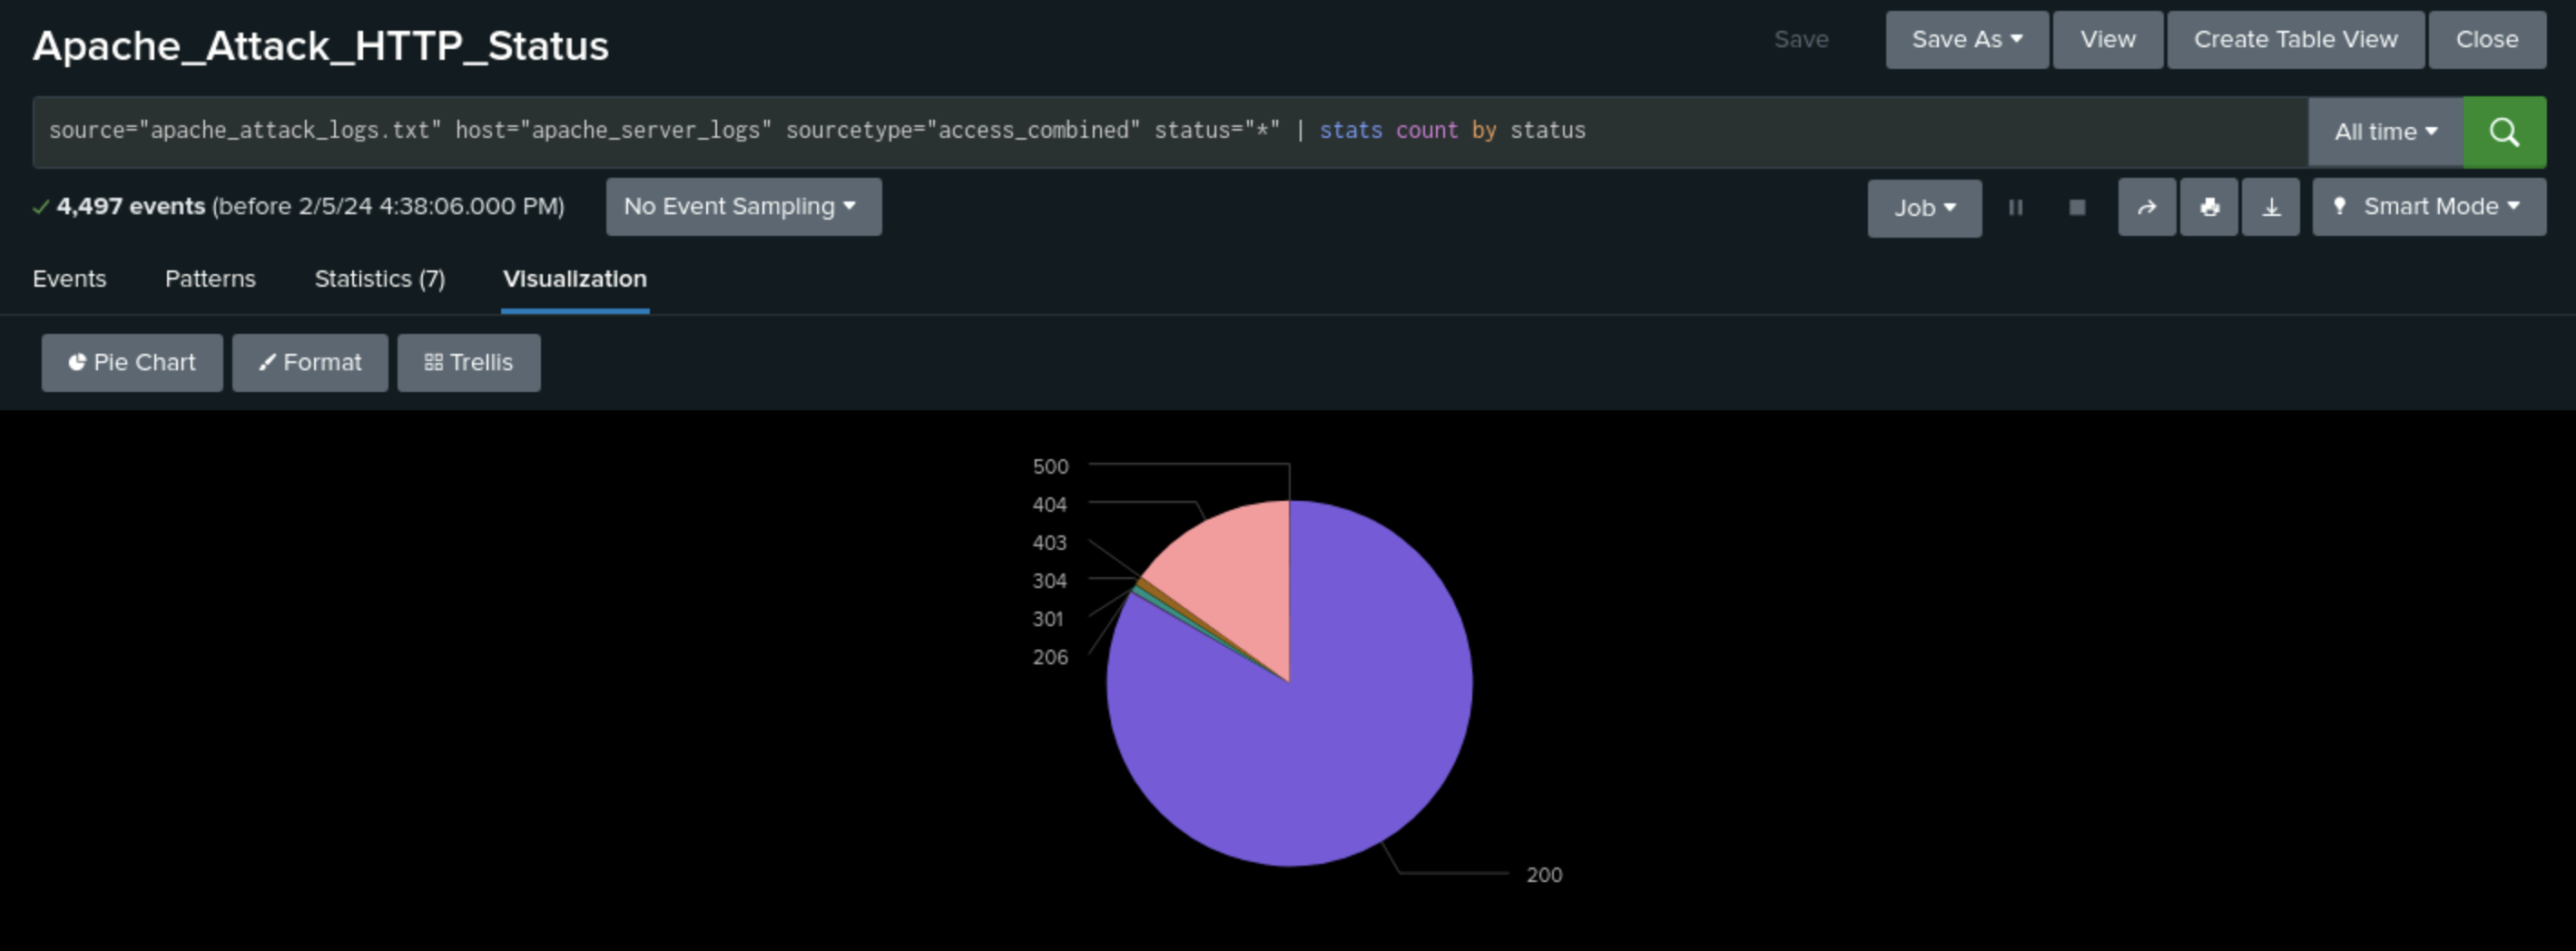 Apache_Attack_HTTP_Status
Save
Save As
View
Create Table View
Close
source="apache_attack_logs.txt" host="apache_server_logs" sourcetype="access_combined" status="*" | stats count by status
All time
4,497 events (before 2/5/24 4:38:06.000 PM)
No Event Sampling
Job
Smart Mode
Events
Patterns
Statistics (7)
Visualization
Pie Chart
Format
Trellis
500
404
403
304
301
206
200